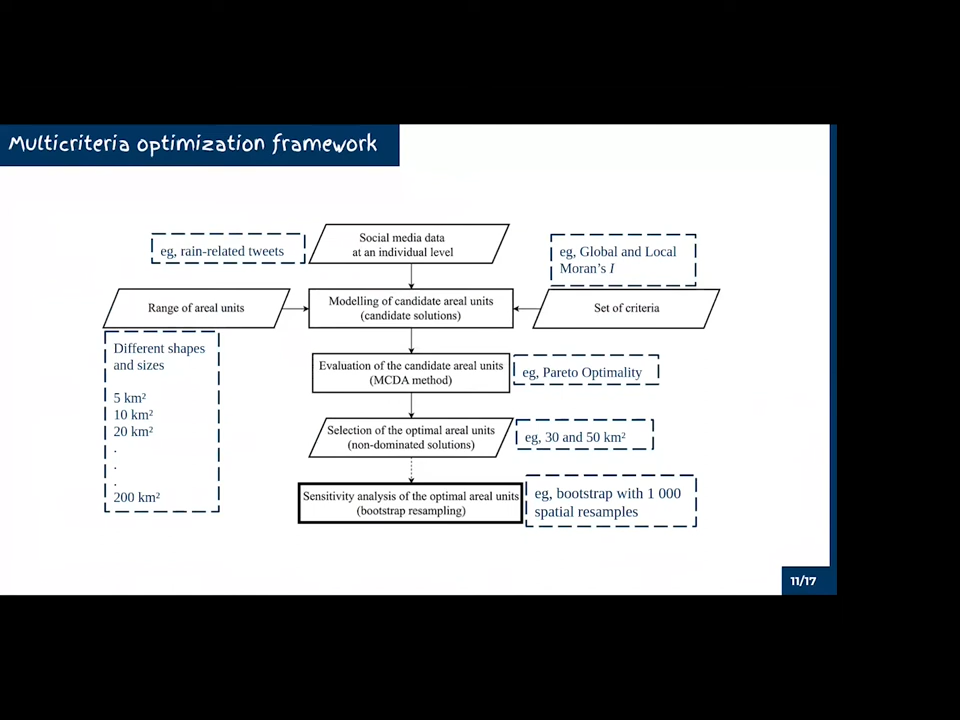 Multicriteria optimization framework
eg, rain-related tweets
Social media data
at an individual level
eg, Global and Local
Moran's I
Range of areal units
Modelling of candidate areal units
(candidate solutions)
Set of criteria
Different shapes
and sizes
5 km²
10 km²
20 km²
.
.
.
200 km²
Evaluation of the candidate areal units
(MCDA method)
eg, Pareto Optimality
Selection of the optimal areal units
(non-dominated solutions)
eg, 30 and 50 km²
Sensitivity analysis of the optimal areal units
(bootstrap resampling)
eg, bootstrap with 1 000
spatial resamples
11/17